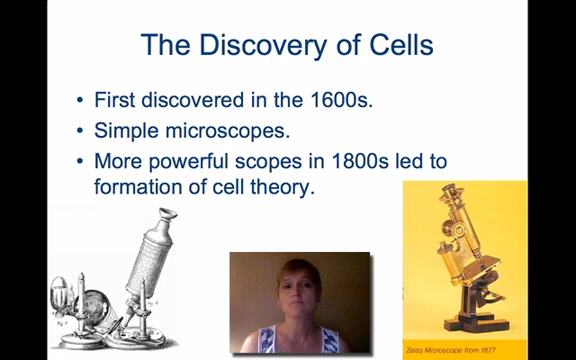 The Discovery of Cells
• First discovered in the 1600s.
• Simple microscopes.
• More powerful scopes in 1800s led to
formation of cell theory.
Zeiss Microscope from 1877